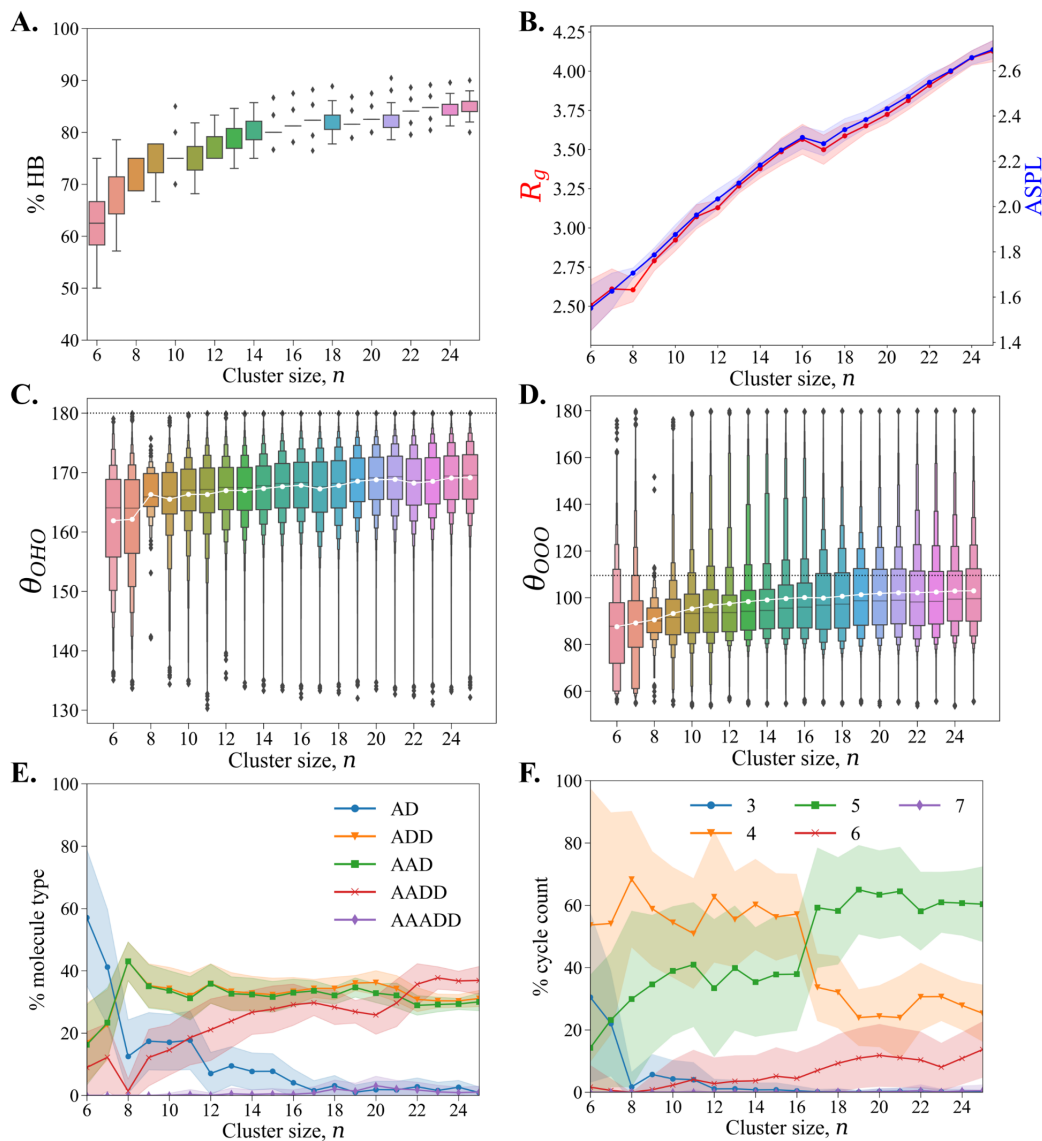 A.
100
90
80
70
60
50
40
% HB
6 8 10 12 14 16 18 20 22 24
Cluster size, n
B.
4.25
4.00
3.75
3.50
3.25
3.00
2.75
2.50
R_g
2.6
2.4
2.2
2.0
1.8
1.6
1.4
ASPL
6 8 10 12 14 16 18 20 22 24
Cluster size, n
C.
180
170
160
150
140
130
θ_OHO
6 8 10 12 14 16 18 20 22 24
Cluster size, n
D.
180
160
140
120
100
80
60
θ_OOO
6 8 10 12 14 16 18 20 22 24
Cluster size, n
E.
100
80
60
40
20
0
% molecule type
AD
ADD
AAD
AADD
AAADD
6 8 10 12 14 16 18 20 22 24
Cluster size, n
F.
100
80
60
40
20
0
% cycle count
3 5 7
4 6
6 8 10 12 14 16 18 20 22 24
Cluster size, n